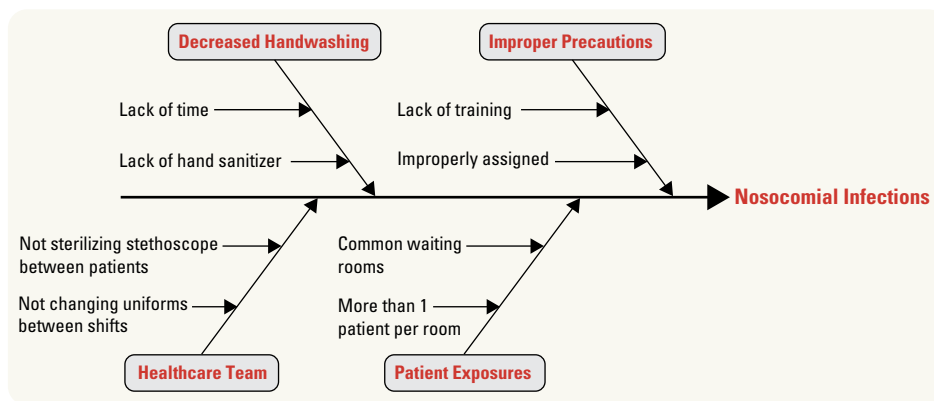 Decreased Handwashing
Improper Precautions
Lack of time
Lack of training
Lack of hand sanitizer
Improperly assigned
Nosocomial Infections
Not sterilizing stethoscope
between patients
Common waiting
rooms
Not changing uniforms
between shifts
More than 1
patient per room
Healthcare Team
Patient Exposures